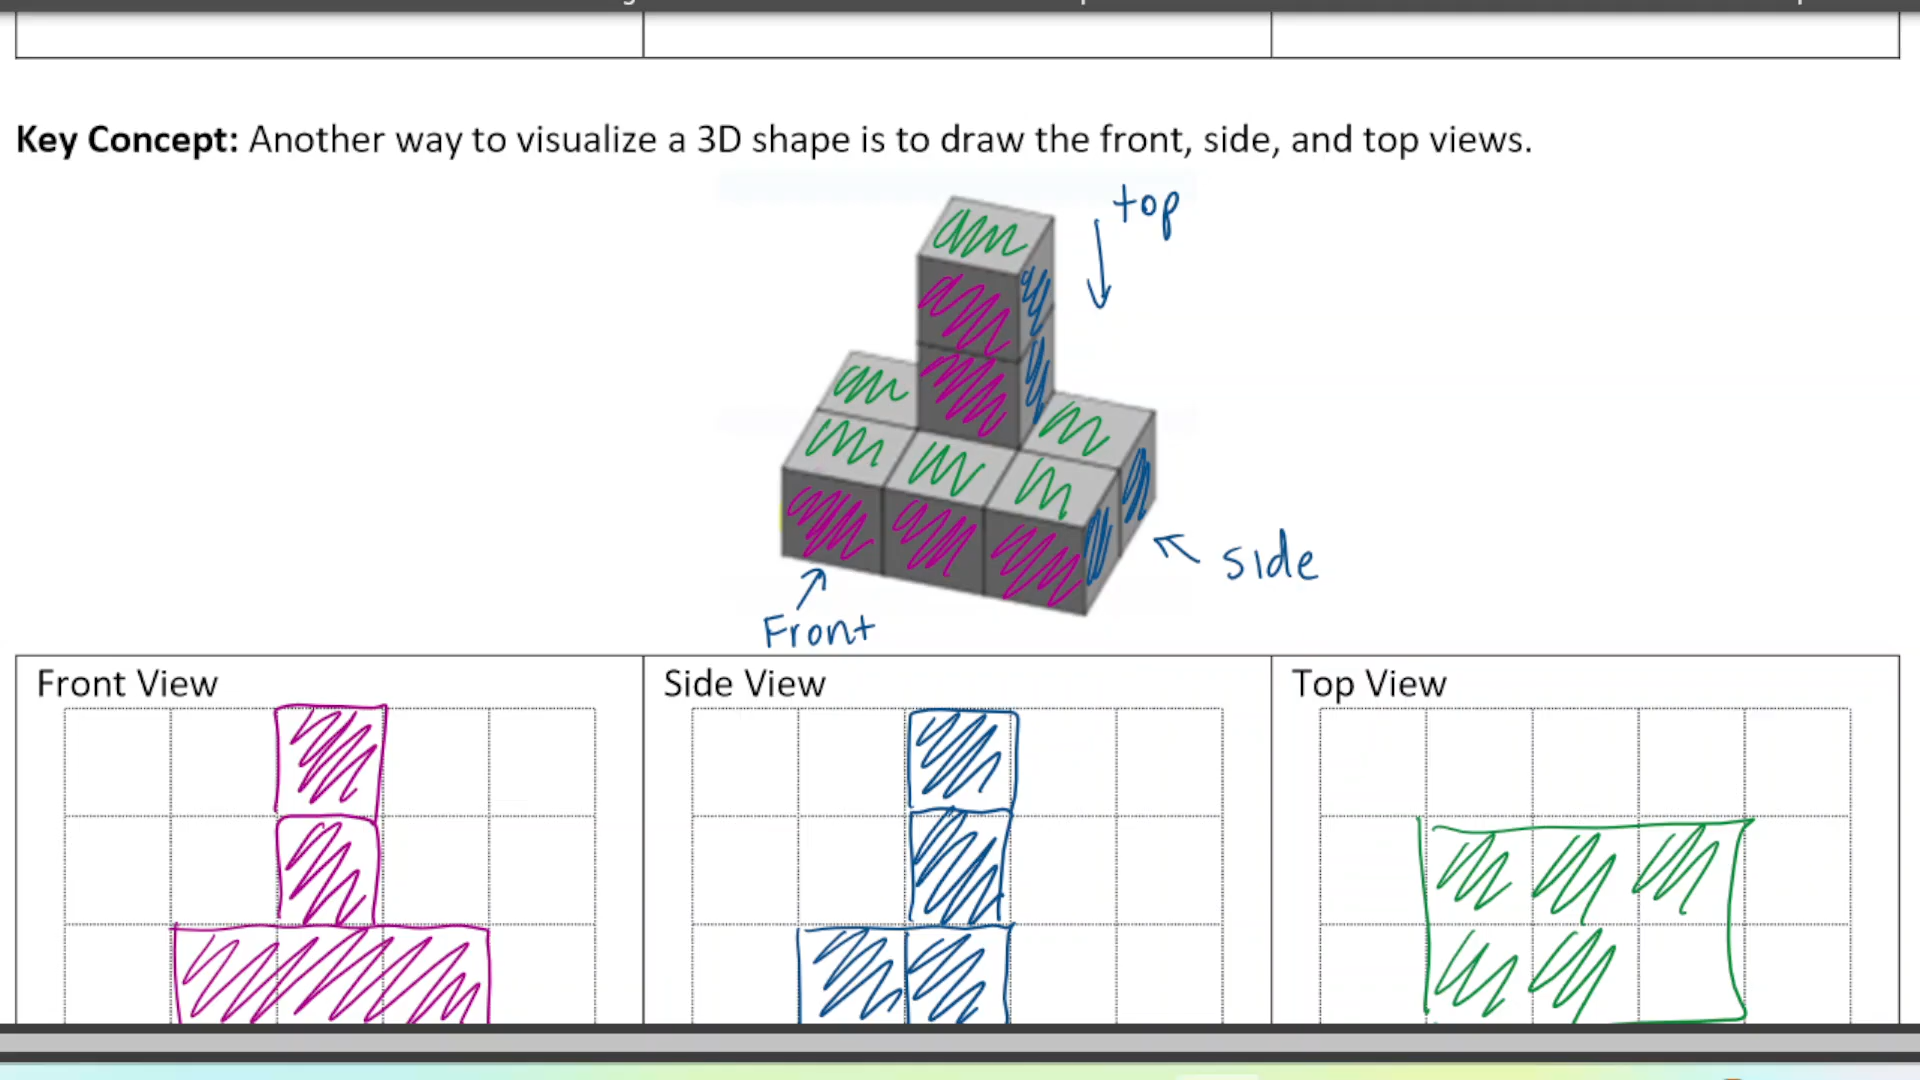 Key Concept: Another way to visualize a 3D shape is to draw the front, side, and top views.
top
side
Front
Front View
Side View
Top View